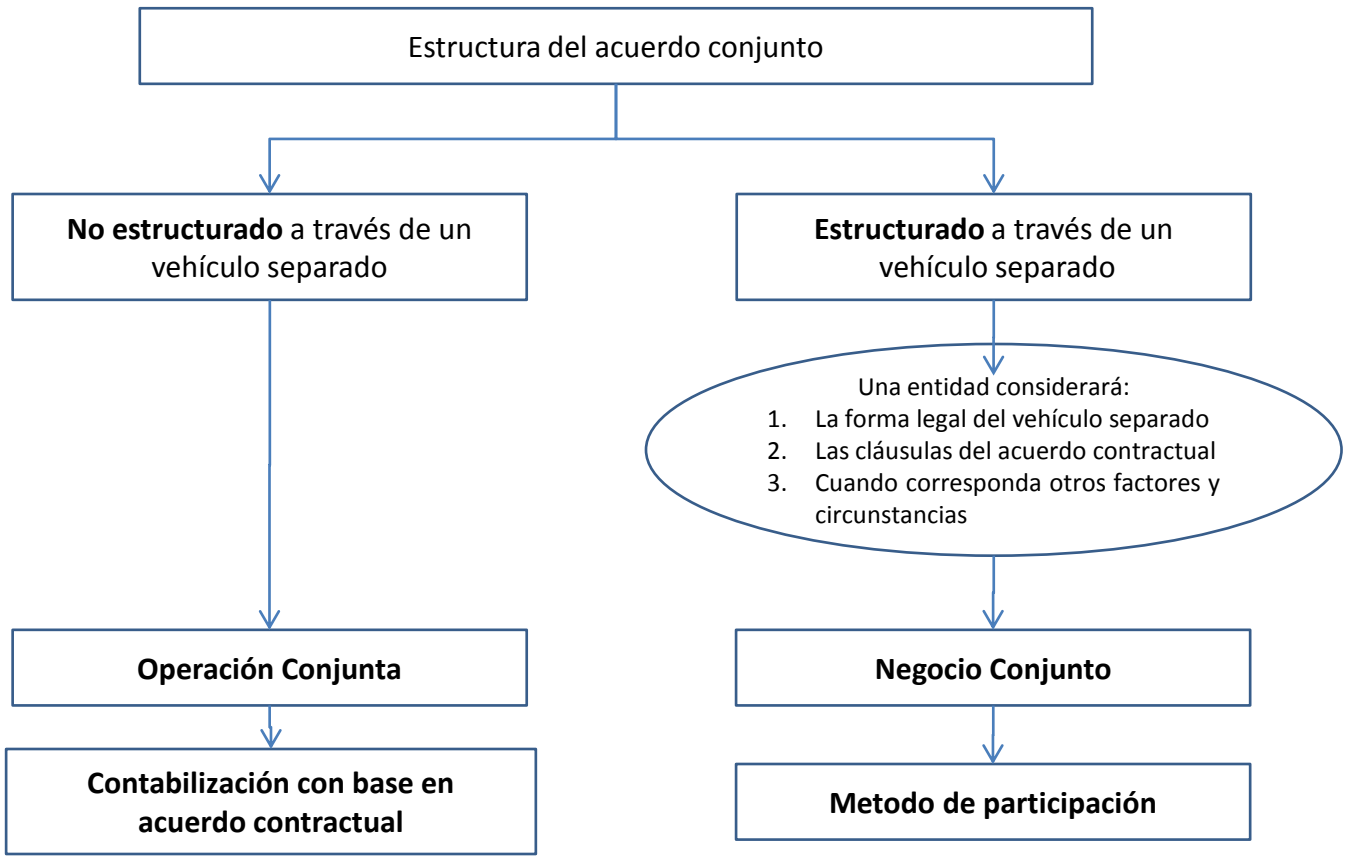 Estructura del acuerdo conjunto
No estructurado a través de un
vehículo separado
Estructurado a través de un
vehículo separado
Una entidad considerará:
1. La forma legal del vehículo separado
2. Las cláusulas del acuerdo contractual
3. Cuando corresponda otros factores y
circunstancias
Operación Conjunta
Negocio Conjunto
Contabilización con base en
acuerdo contractual
Metodo de participación